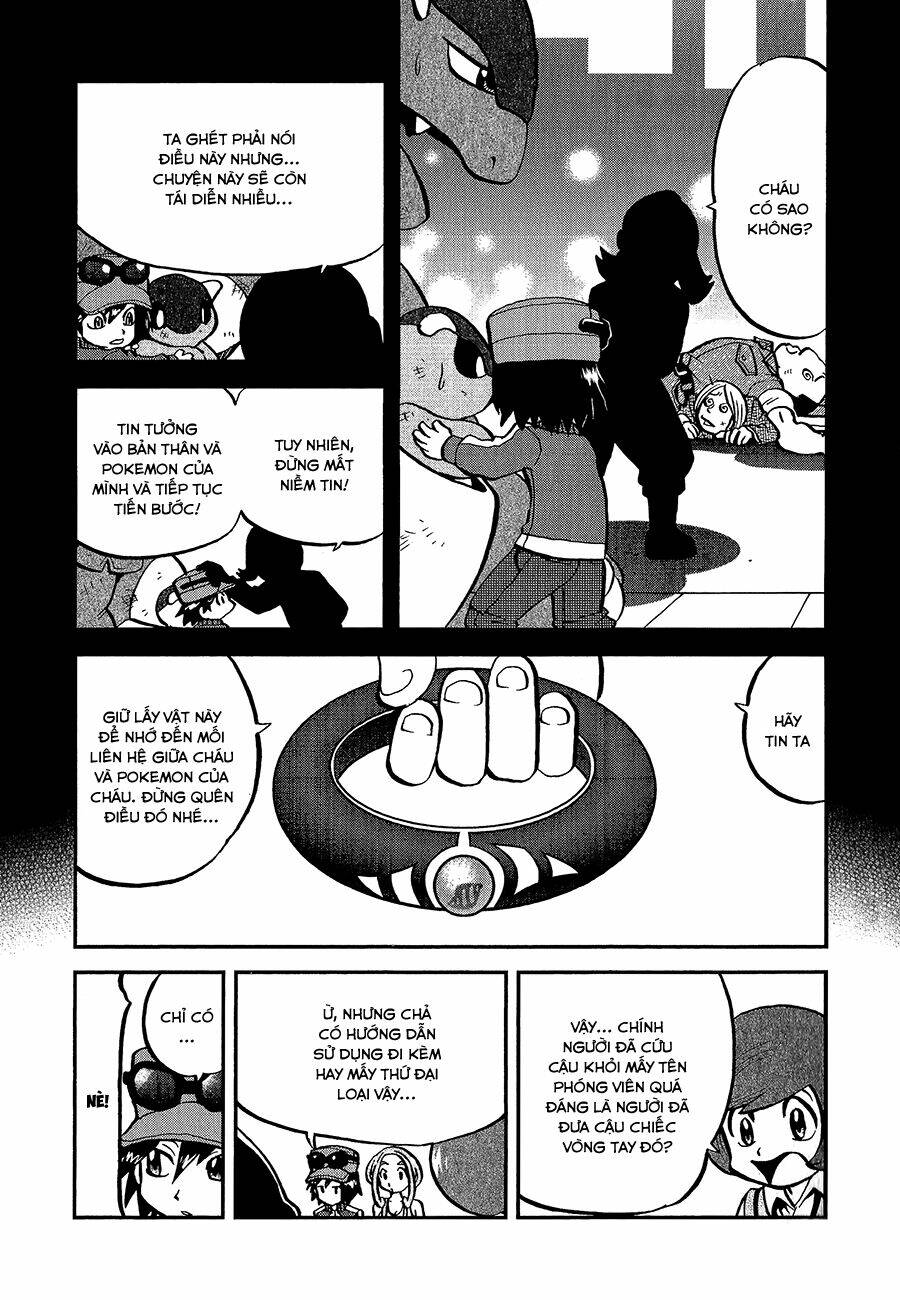 CHÁU
CÓ SAO
KHÔNG?
TA GHÉT PHẢI NÓI
ĐIỀU NÀY NHƯNG...
CHUYỆN NÀY SẼ CÒN
TÁI DIỄN NHIỀU...
TUY NHIÊN,
ĐỪNG MẤT
NIỀM TIN!
TIN TƯỞNG
VÀO BẢN THÂN VÀ
POKEMON CỦA
MÌNH VÀ TIẾP TỤC
TIẾN BƯỚC!
HÃY
TIN TA
GIỮ LẤY VẬT NÀY
ĐỂ NHỚ ĐẾN MỐI
LIÊN HỆ GIỮA CHÁU
VÀ POKEMON CỦA
CHÁU. ĐỪNG QUÊN
ĐIỀU ĐÓ NHÉ...
VẬY... CHÍNH
NGƯỜI ĐÃ CỨU
CẬU KHỎI MẤY TÊN
PHÓNG VIÊN QUÁ
ĐÁNG LÀ NGƯỜI ĐÃ
ĐƯA CẬU CHIẾC
VÒNG TAY ĐÓ?
Ừ, NHƯNG CHẢ
CÓ HƯỚNG DẪN
SỬ DỤNG ĐI KÈM
HAY MẤY THỨ ĐẠI
LOẠI VẬY...
CHỈ CÓ
...
NÈ!